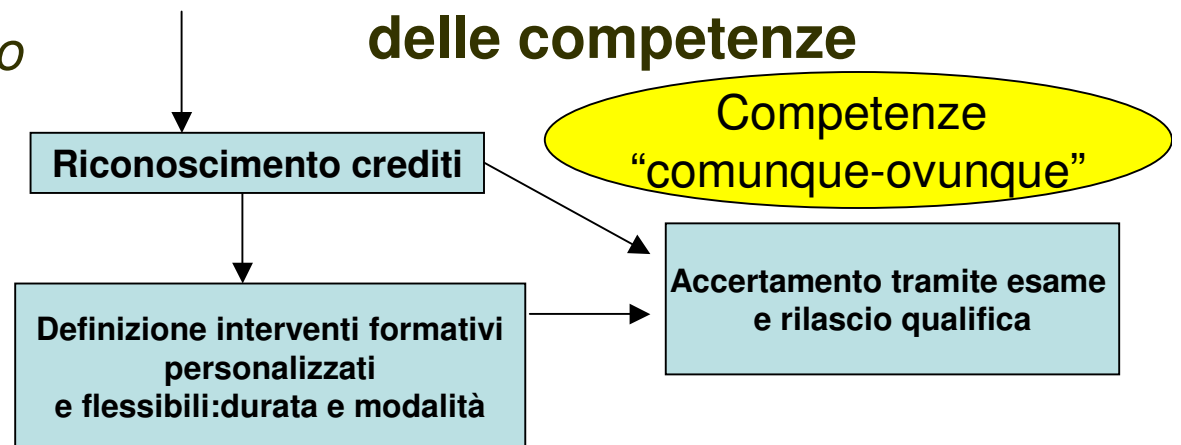 o
delle competenze
Competenze
“comunque-ovunque”
Riconoscimento crediti
Accertamento tramite esame
e rilascio qualifica
Definizione interventi formativi
personalizzati
e flessibili:durata e modalità